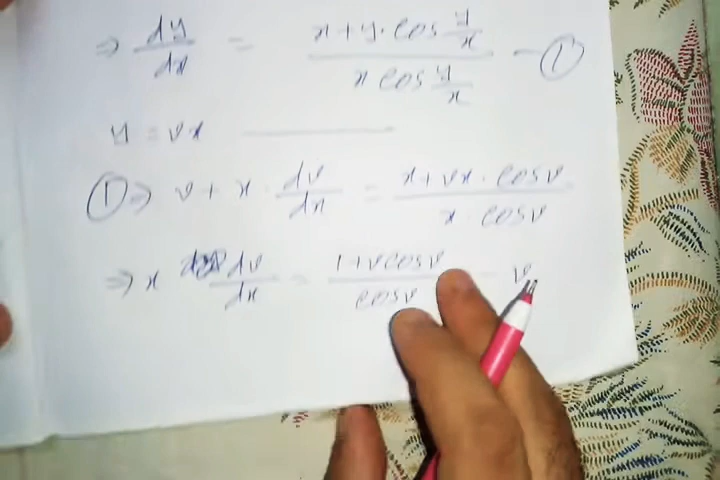 ⇒ dy/dx = (x + y · cos y/x) / (x cos y/x) — ①
y = vx
① ⇒ v + x · dv/dx = (x + vx · cos v) / (x · cos v)
⇒ x dv/dx = (1 + v cos v) / (cos v) − v